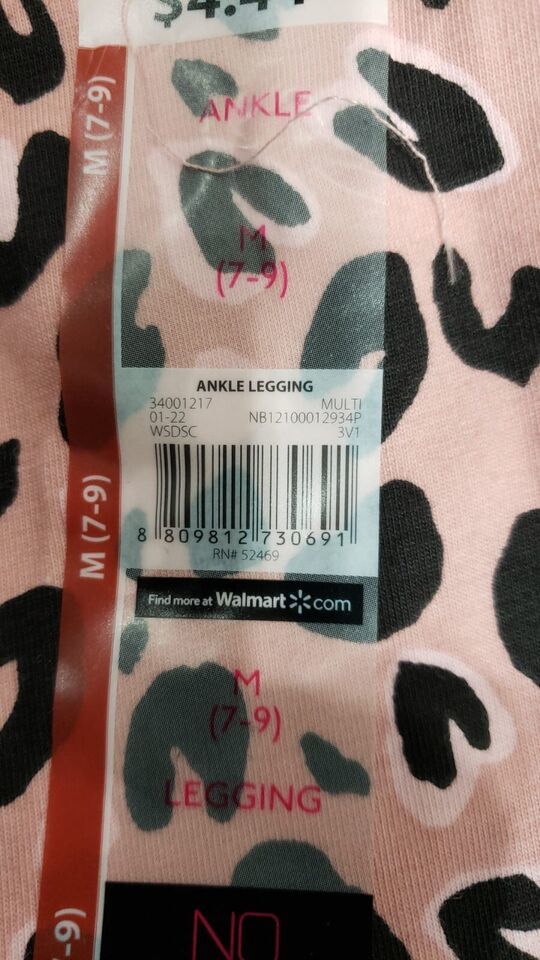 M (7-9)
ANKLE
M
(7-9)
ANKLE LEGGING
34001217 MULTI
01-22 NB12100012934P
WSDSC 3V1
8 809812 730691
RN# 52469
M (7-9)
Find more at Walmart.com
M
(7-9)
LEGGING
-9)
NO